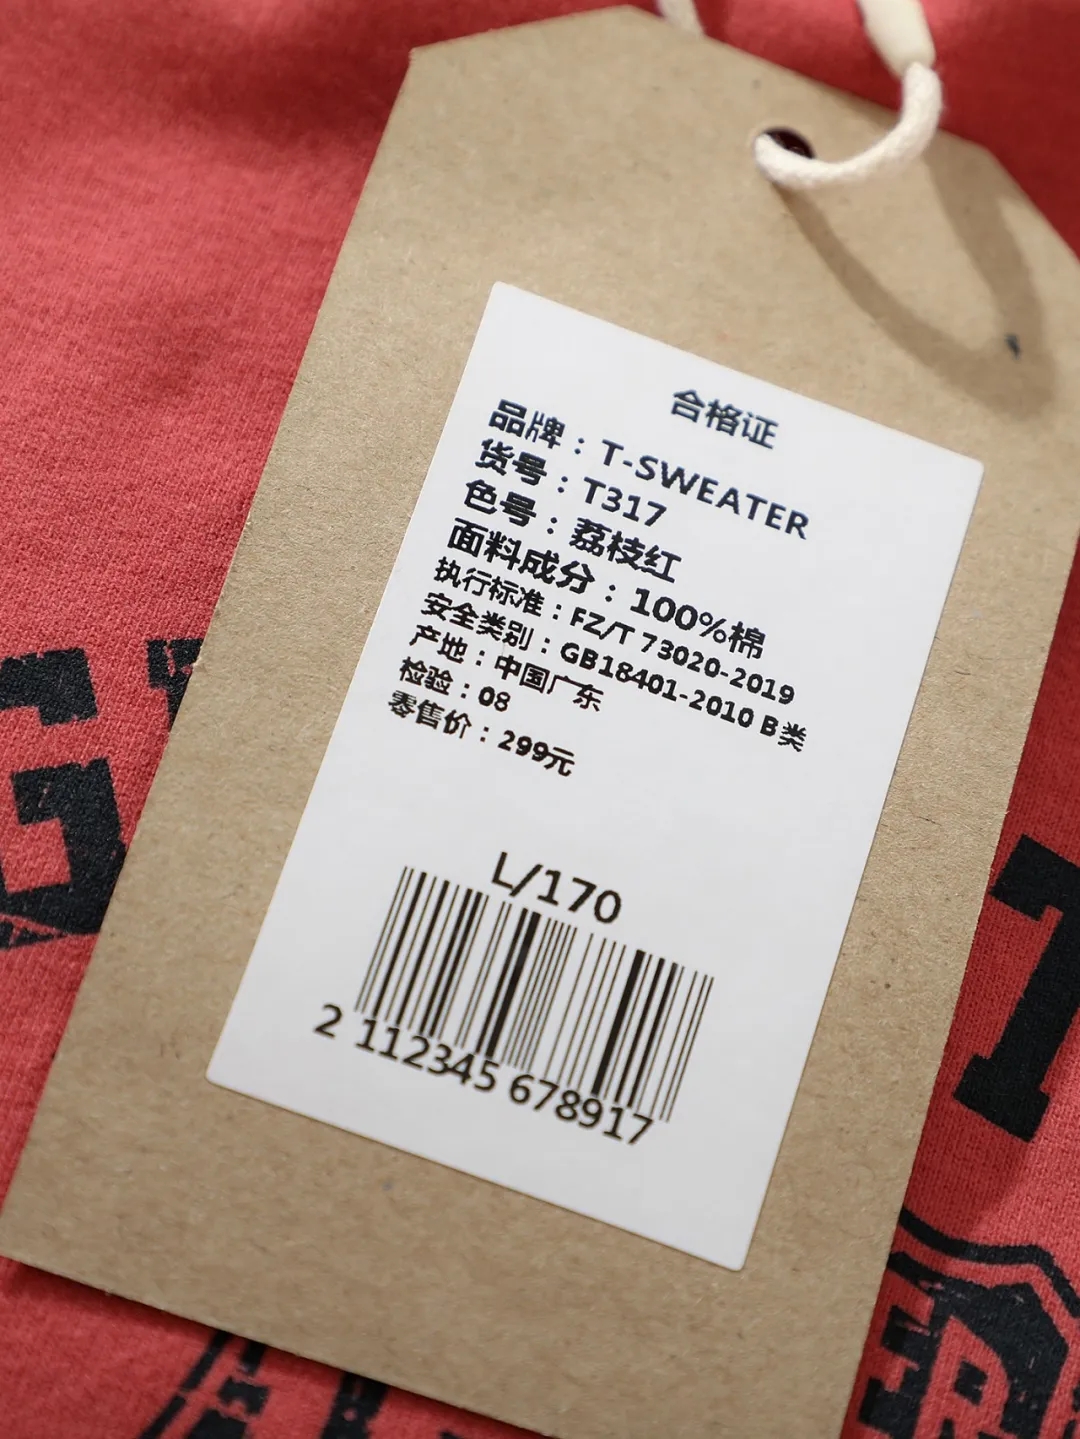 合格证
品牌：T-SWEATER
货号：T317
色号：荔枝红
面料成分：100%棉
执行标准：FZ/T 73020-2019
安全类别：GB18401-2010 B类
产地：中国广东
检验：08
零售价：299元
L/170
2 112345 678917